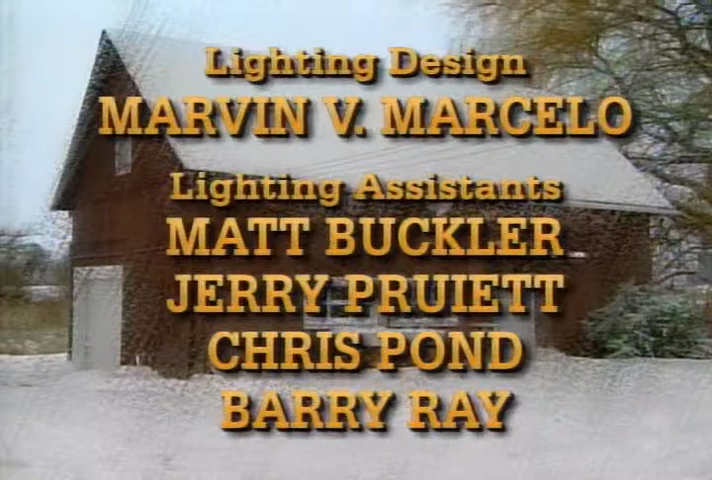 Lighting Design
MARVIN V. MARCELO
Lighting Assistants
MATT BUCKLER
JERRY PRUIETT
CHRIS POND
BARRY RAY